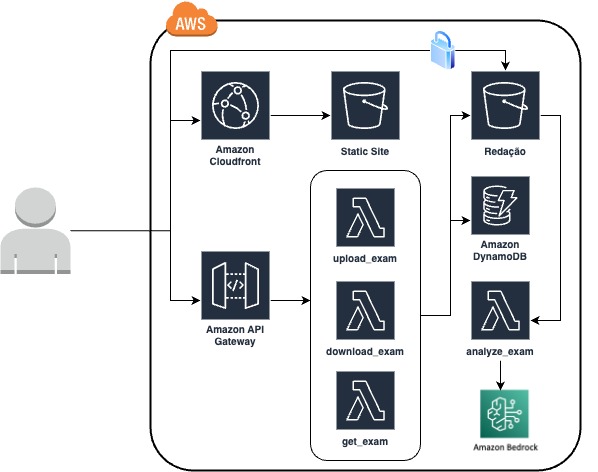 AWS
Amazon
Cloudfront
Static Site
Redação
upload_exam
Amazon
DynamoDB
Amazon API
Gateway
download_exam
analyze_exam
get_exam
Amazon Bedrock